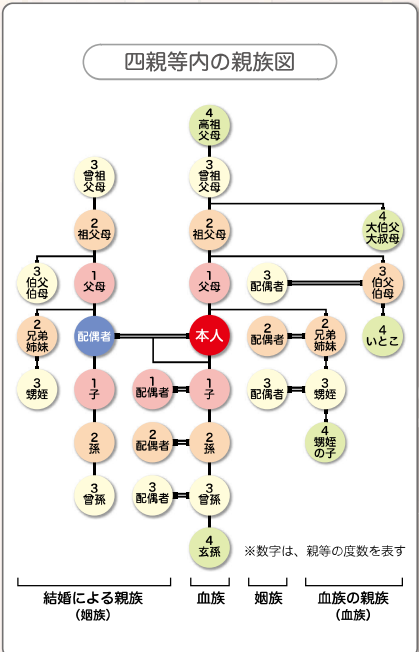 四親等内の親族図
4
高祖
父母
3
曾祖
父母
3
曾祖
父母
2
祖父母
2
祖父母
4
大伯父
大叔母
3
伯父
伯母
1
父母
1
父母
3
配偶者
3
伯父
伯母
2
兄弟
姉妹
配偶者
本人
2
配偶者
2
兄弟
姉妹
4
いとこ
3
甥姪
1
子
1
配偶者
1
子
3
配偶者
3
甥姪
2
孫
2
配偶者
2
孫
4
甥姪
の子
3
曾孫
3
配偶者
3
曾孫
4
玄孫
※数字は、親等の度数を表す
結婚による親族
(姻族)
血族
姻族
血族の親族
(血族)